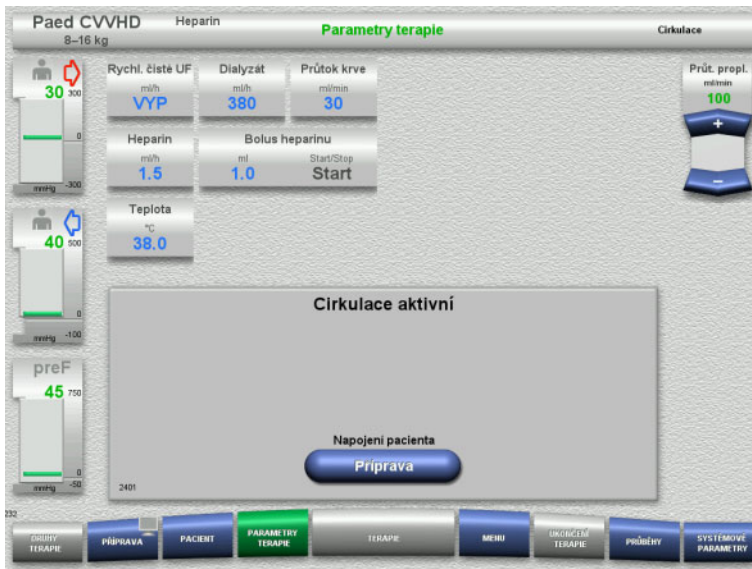 Paed CVVHD Heparin Parametry terapie Cirkulace
8–16 kg
30 300
0
-300
mmHg
40 500
0
-100
mmHg
preF
45 750
0
-50
mmHg
Rychl. čisté UF Dialyzát Průtok krve
ml/h ml/h ml/min
VYP 380 30
Heparin Bolus heparinu
ml/h ml Start/Stop
1.5 1.0 Start
Teplota
°C
38.0
Průt. propl.
ml/min
100
+
−
Cirkulace aktivní
Napojení pacienta
Příprava
2401
232
DRUHY TERAPIE
PŘÍPRAVA
PACIENT
PARAMETRY TERAPIE
TERAPIE
MENU
UKONČENÍ TERAPIE
PRŮBĚHY
SYSTÉMOVÉ PARAMETRY